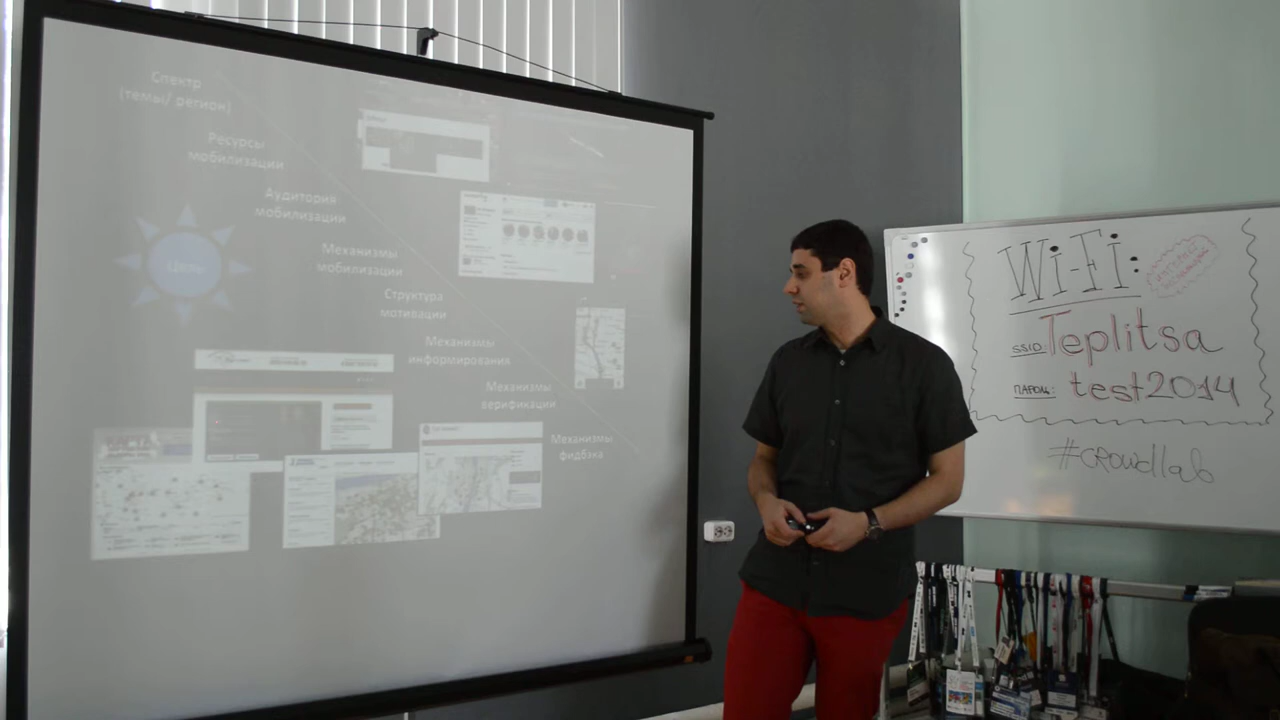 Спектр
(темы/ регион)
Ресурсы
мобилизации
Аудитория
мобилизации
Механизмы
мобилизации
Структура
мотивации
Механизмы
информирования
Механизмы
верификации
Механизмы
фидбэка
Цель
Wi-Fi:
SSID: Teplitsa
ПАРОЛЬ: test2014
#CROWDLAB